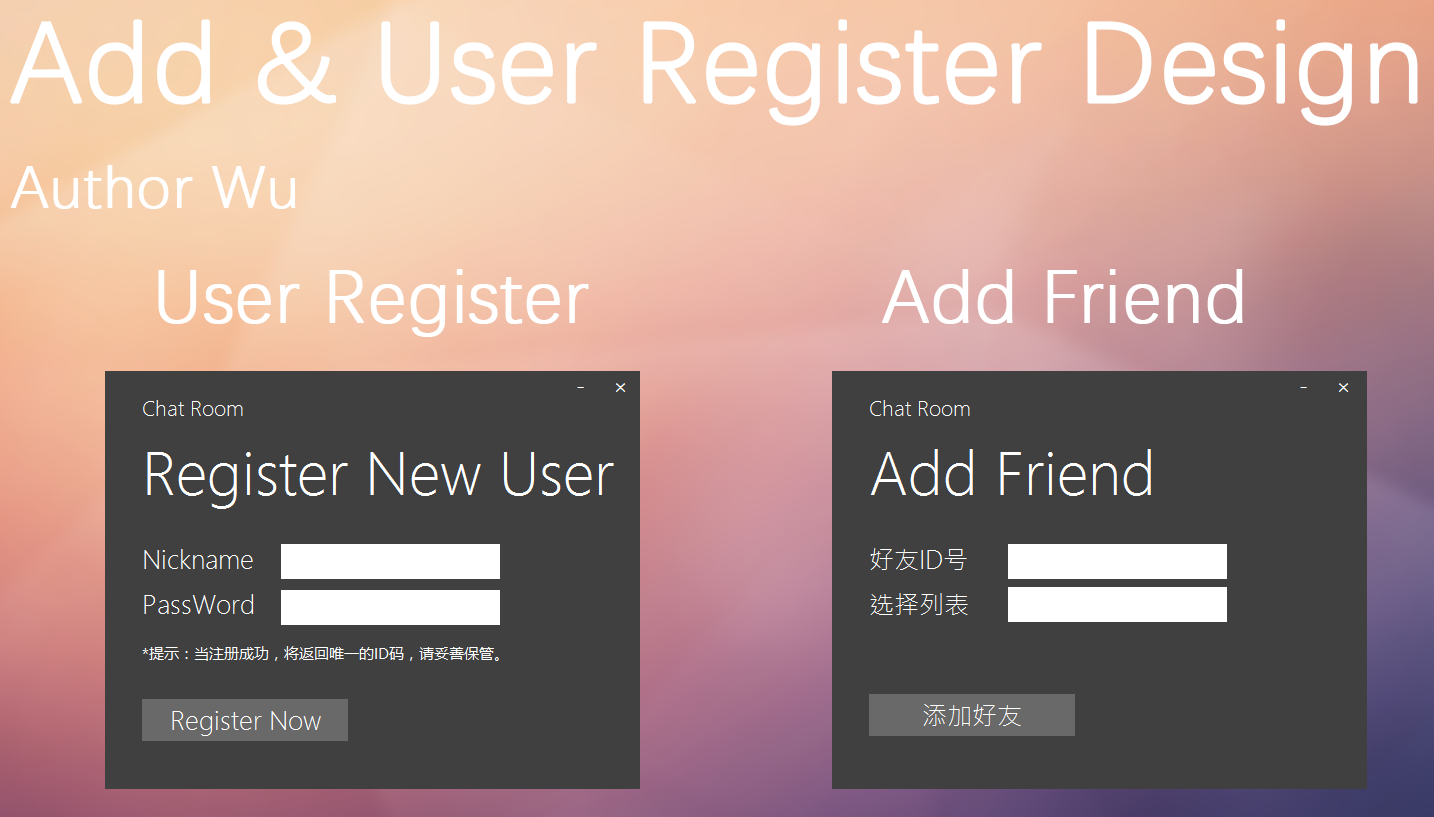 Add & User Register Design
Author Wu
User Register
Chat Room
Register New User
Nickname
PassWord
*提示：当注册成功，将返回唯一的ID码，请妥善保管。
Register Now
Add Friend
Chat Room
Add Friend
好友ID号
选择列表
添加好友